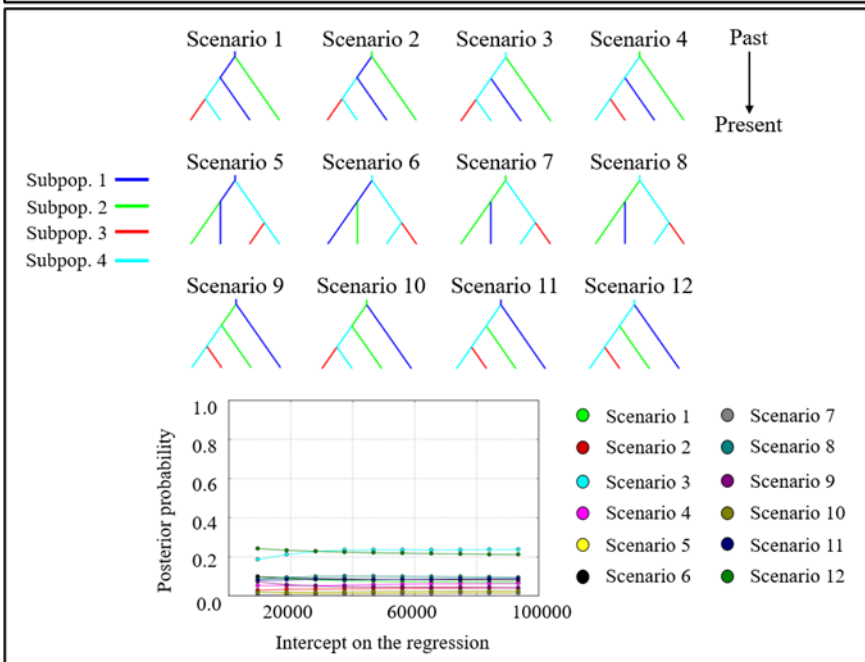 Scenario 1 Scenario 2 Scenario 3 Scenario 4 Past
Present
Scenario 5 Scenario 6 Scenario 7 Scenario 8
Subpop. 1
Subpop. 2
Subpop. 3
Subpop. 4
Scenario 9 Scenario 10 Scenario 11 Scenario 12
Posterior probability
1.0
0.8
0.6
0.4
0.2
0.0
20000 60000 100000
Intercept on the regression
Scenario 1 Scenario 7
Scenario 2 Scenario 8
Scenario 3 Scenario 9
Scenario 4 Scenario 10
Scenario 5 Scenario 11
Scenario 6 Scenario 12